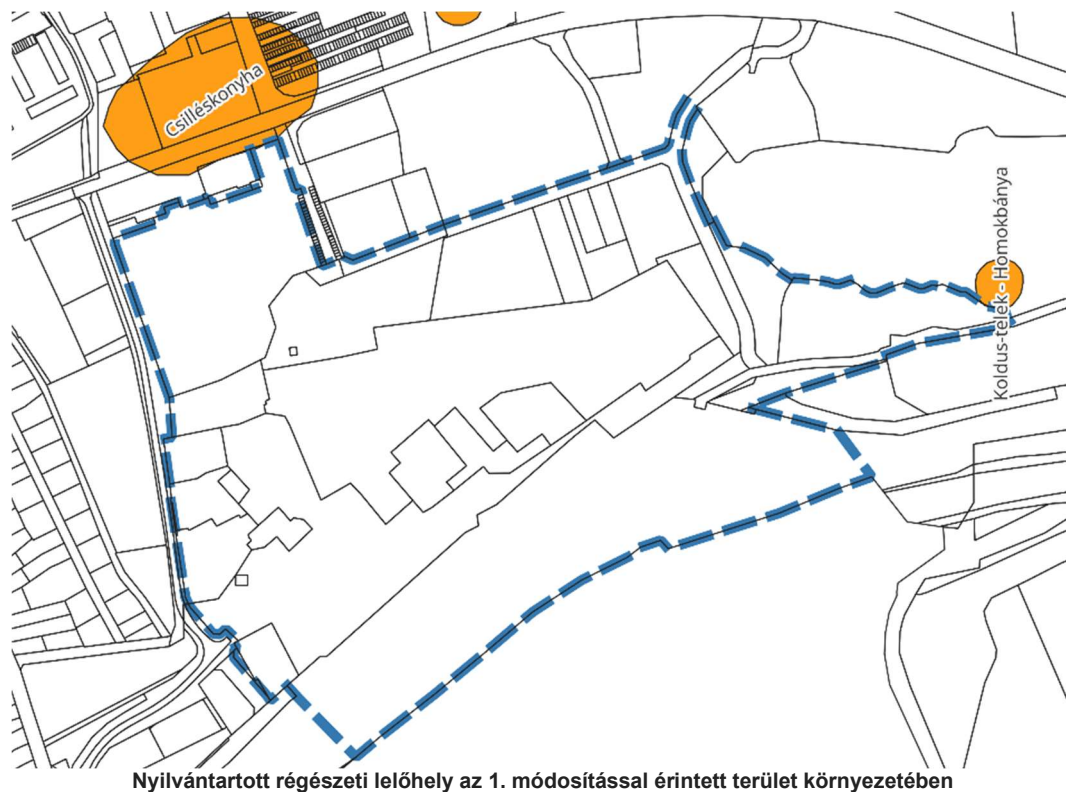 Csilléskonyha
Koldus-telek - Homokbánya
Nyilvántartott régészeti lelőhely az 1. módosítással érintett terület környezetében